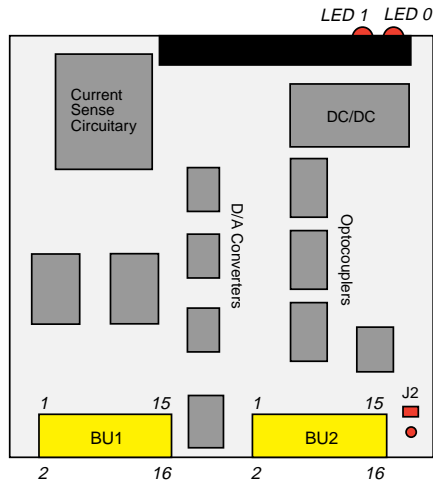 LED 1 LED 0
Current
Sense
Circuitary
DC/DC
D/A Converters
Optocouplers
J2
1 15 1 15
BU1 BU2
2 16 2 16